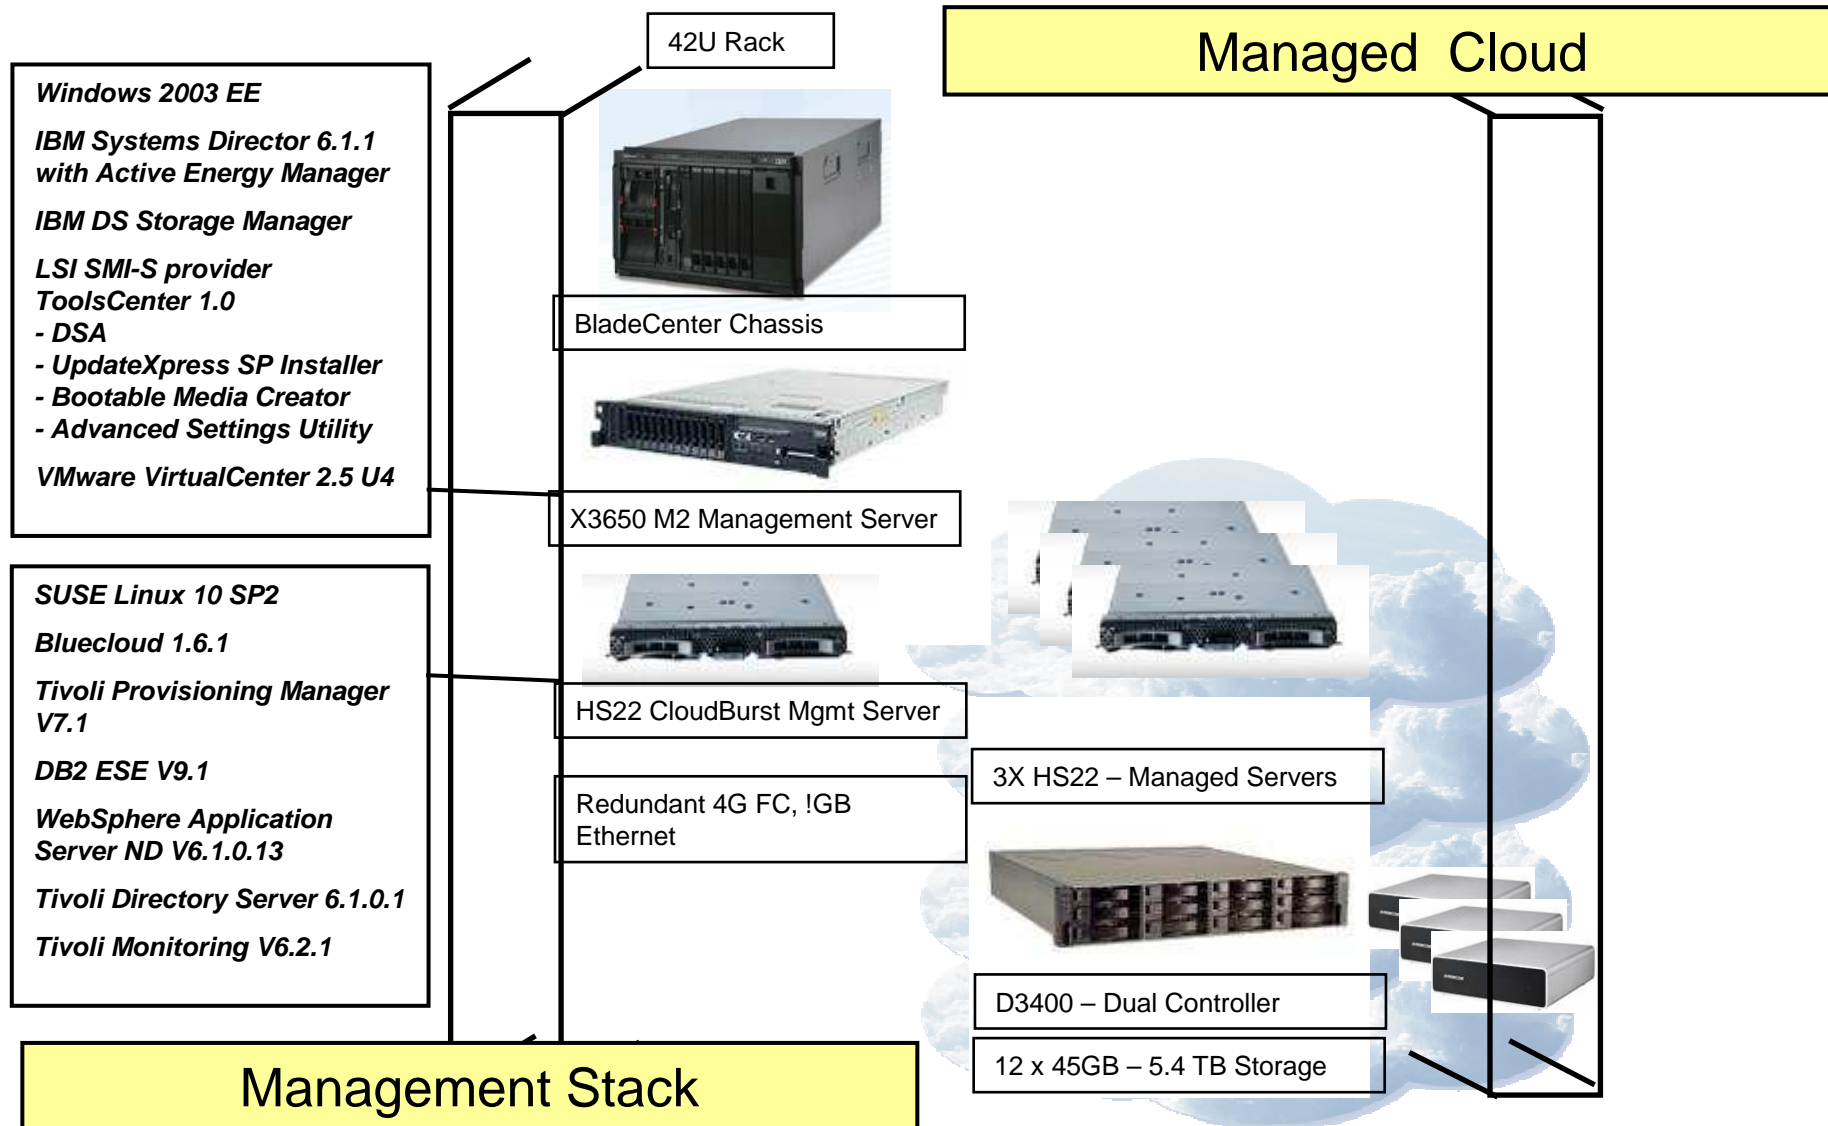 42U Rack
Managed Cloud
Windows 2003 EE
IBM Systems Director 6.1.1
with Active Energy Manager
IBM DS Storage Manager
LSI SMI-S provider
ToolsCenter 1.0
- DSA
- UpdateXpress SP Installer
- Bootable Media Creator
- Advanced Settings Utility
VMware VirtualCenter 2.5 U4
BladeCenter Chassis
X3650 M2 Management Server
SUSE Linux 10 SP2
Bluecloud 1.6.1
Tivoli Provisioning Manager
V7.1
DB2 ESE V9.1
WebSphere Application
Server ND V6.1.0.13
Tivoli Directory Server 6.1.0.1
Tivoli Monitoring V6.2.1
HS22 CloudBurst Mgmt Server
Redundant 4G FC, !GB
Ethernet
3X HS22 – Managed Servers
D3400 – Dual Controller
12 x 45GB – 5.4 TB Storage
Management Stack